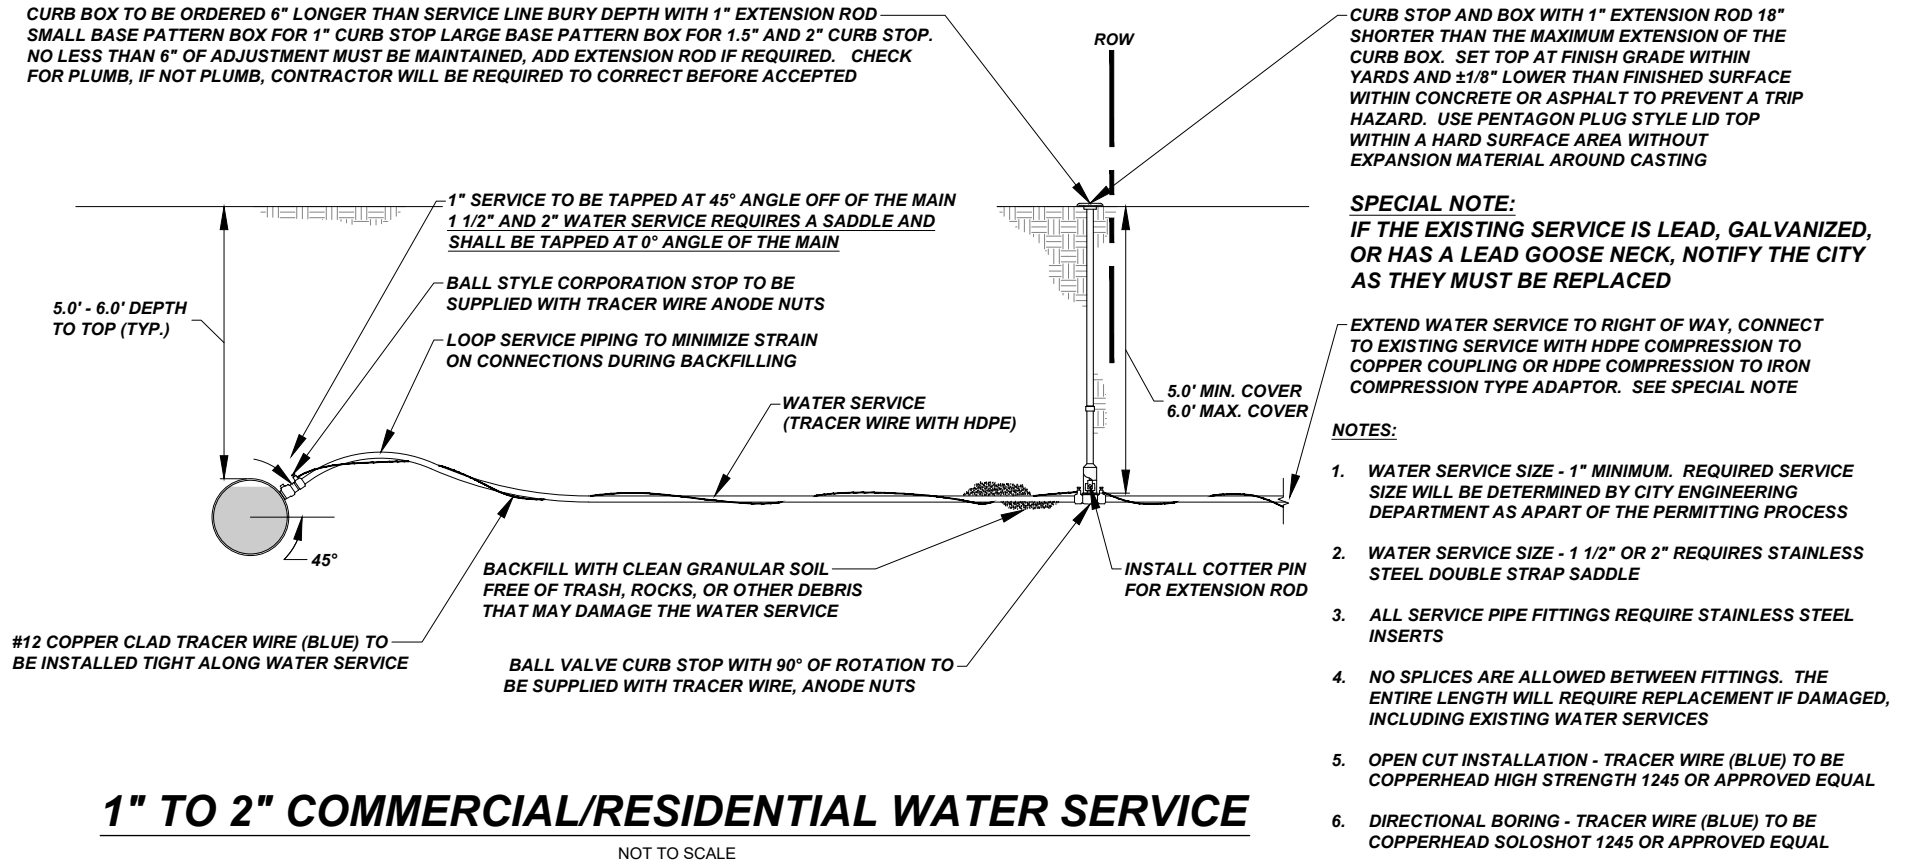 CURB BOX TO BE ORDERED 6" LONGER THAN SERVICE LINE BURY DEPTH WITH 1" EXTENSION ROD
SMALL BASE PATTERN BOX FOR 1" CURB STOP LARGE BASE PATTERN BOX FOR 1.5" AND 2" CURB STOP.
NO LESS THAN 6" OF ADJUSTMENT MUST BE MAINTAINED, ADD EXTENSION ROD IF REQUIRED. CHECK
FOR PLUMB, IF NOT PLUMB, CONTRACTOR WILL BE REQUIRED TO CORRECT BEFORE ACCEPTED
ROW
CURB STOP AND BOX WITH 1" EXTENSION ROD 18"
SHORTER THAN THE MAXIMUM EXTENSION OF THE
CURB BOX. SET TOP AT FINISH GRADE WITHIN
YARDS AND ±1/8" LOWER THAN FINISHED SURFACE
WITHIN CONCRETE OR ASPHALT TO PREVENT A TRIP
HAZARD. USE PENTAGON PLUG STYLE LID TOP
WITHIN A HARD SURFACE AREA WITHOUT
EXPANSION MATERIAL AROUND CASTING
1" SERVICE TO BE TAPPED AT 45° ANGLE OFF OF THE MAIN
1 1/2" AND 2" WATER SERVICE REQUIRES A SADDLE AND
SHALL BE TAPPED AT 0° ANGLE OF THE MAIN
SPECIAL NOTE:
IF THE EXISTING SERVICE IS LEAD, GALVANIZED,
OR HAS A LEAD GOOSE NECK, NOTIFY THE CITY
AS THEY MUST BE REPLACED
BALL STYLE CORPORATION STOP TO BE
SUPPLIED WITH TRACER WIRE ANODE NUTS
5.0' - 6.0' DEPTH
TO TOP (TYP.)
LOOP SERVICE PIPING TO MINIMIZE STRAIN
ON CONNECTIONS DURING BACKFILLING
EXTEND WATER SERVICE TO RIGHT OF WAY, CONNECT
TO EXISTING SERVICE WITH HDPE COMPRESSION TO
COPPER COUPLING OR HDPE COMPRESSION TO IRON
COMPRESSION TYPE ADAPTOR. SEE SPECIAL NOTE
5.0' MIN. COVER
6.0' MAX. COVER
WATER SERVICE
(TRACER WIRE WITH HDPE)
45°
BACKFILL WITH CLEAN GRANULAR SOIL
FREE OF TRASH, ROCKS, OR OTHER DEBRIS
THAT MAY DAMAGE THE WATER SERVICE
INSTALL COTTER PIN
FOR EXTENSION ROD
#12 COPPER CLAD TRACER WIRE (BLUE) TO
BE INSTALLED TIGHT ALONG WATER SERVICE
BALL VALVE CURB STOP WITH 90° OF ROTATION TO
BE SUPPLIED WITH TRACER WIRE, ANODE NUTS
NOTES:
1. WATER SERVICE SIZE - 1" MINIMUM. REQUIRED SERVICE
SIZE WILL BE DETERMINED BY CITY ENGINEERING
DEPARTMENT AS APART OF THE PERMITTING PROCESS
2. WATER SERVICE SIZE - 1 1/2" OR 2" REQUIRES STAINLESS
STEEL DOUBLE STRAP SADDLE
3. ALL SERVICE PIPE FITTINGS REQUIRE STAINLESS STEEL
INSERTS
4. NO SPLICES ARE ALLOWED BETWEEN FITTINGS. THE
ENTIRE LENGTH WILL REQUIRE REPLACEMENT IF DAMAGED,
INCLUDING EXISTING WATER SERVICES
5. OPEN CUT INSTALLATION - TRACER WIRE (BLUE) TO BE
COPPERHEAD HIGH STRENGTH 1245 OR APPROVED EQUAL
6. DIRECTIONAL BORING - TRACER WIRE (BLUE) TO BE
COPPERHEAD SOLOSHOT 1245 OR APPROVED EQUAL
1" TO 2" COMMERCIAL/RESIDENTIAL WATER SERVICE
NOT TO SCALE